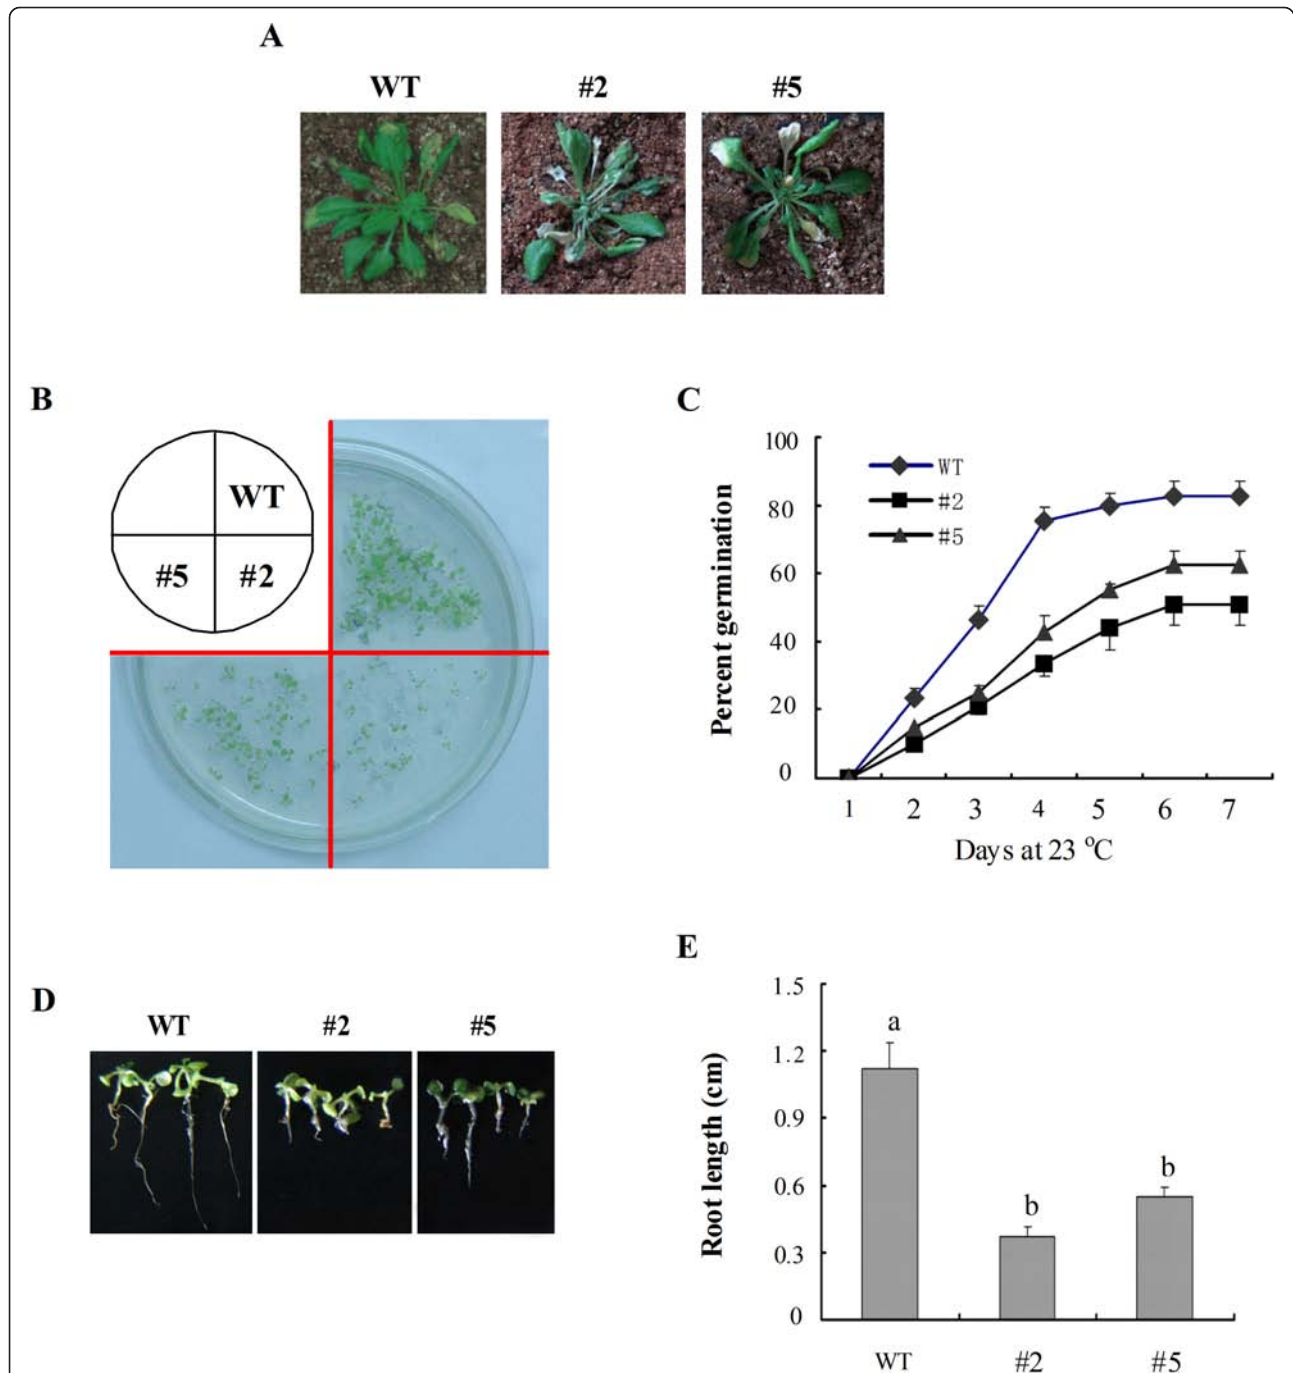 A
WT #2 #5
B
WT
#5 #2
C
Percent germination
100
80
60
40
20
0
WT
#2
#5
1 2 3 4 5 6 7
Days at 23 °C
D
WT #2 #5
E
Root length (cm)
1.5
1.2
0.9
0.6
0.3
0
a
b
b
WT #2 #5